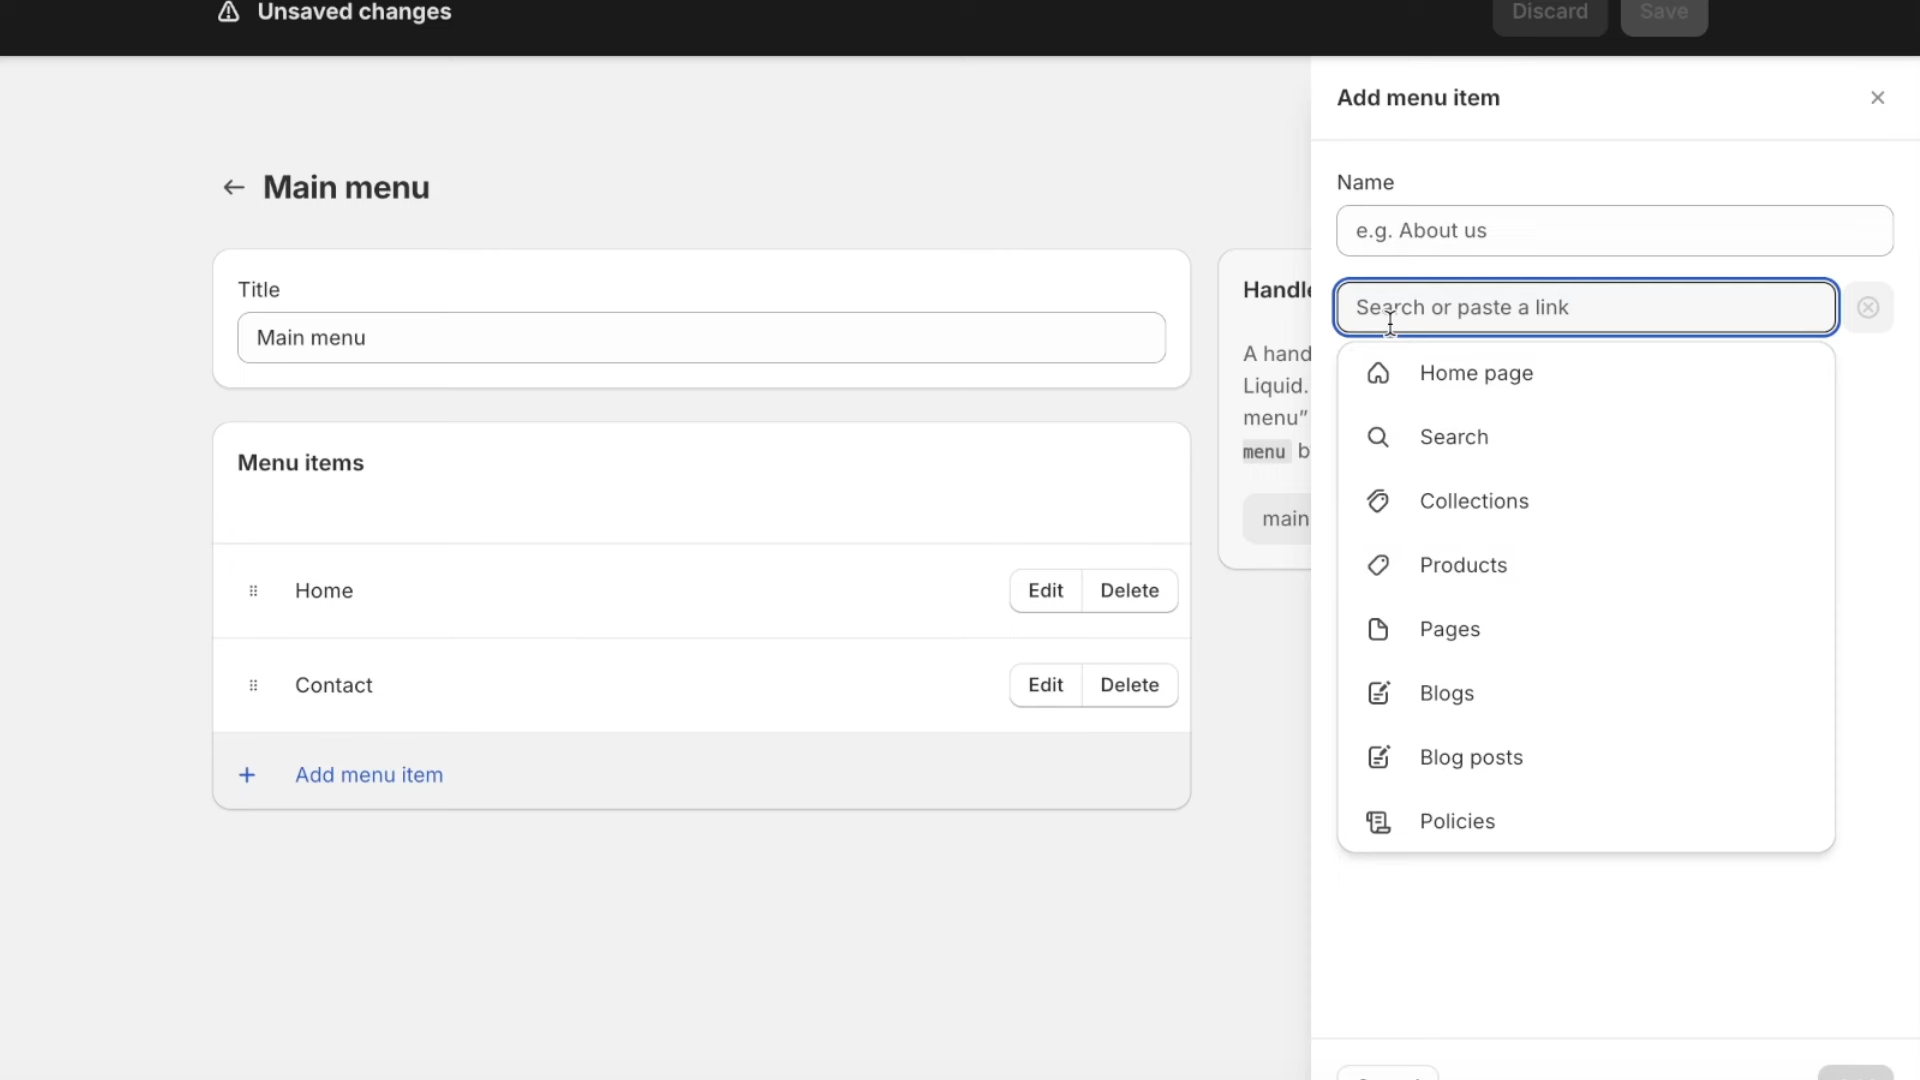 Unsaved changes
Discard
Save
Add menu item
Main menu
Name
e.g. About us
Title
Main menu
Search or paste a link
A hand
Liquid.
menu”
menu b
main
Home page
Search
Collections
Products
Pages
Blogs
Blog posts
Policies
Menu items
Home
Edit
Delete
Contact
Edit
Delete
Add menu item